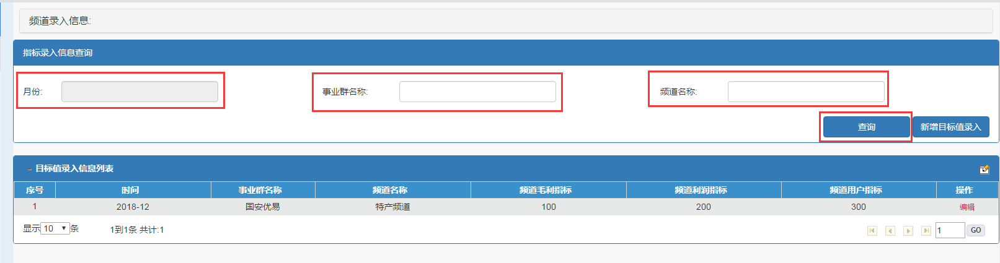 频道录入信息:
指标录入信息查询
月份: 事业群名称: 频道名称:
查询 新增目标值录入
目标值录入信息列表
序号 时间 事业群名称 频道名称 频道毛利指标 频道利润指标 频道用户指标 操作
1 2018-12 国安优易 特产频道 100 200 300 编辑
显示 10 条 1到1条 共计:1 1 GO